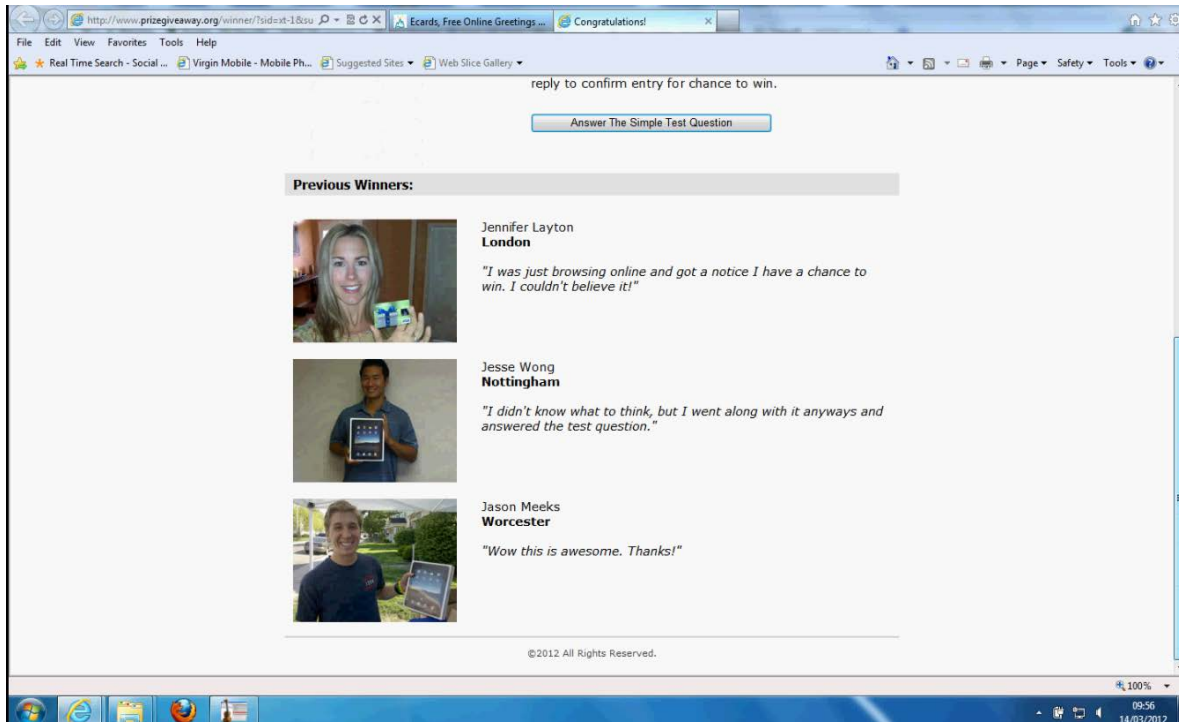 http://www.prizegiveaway.org/winner/?sid=xt-1&su
Ecards, Free Online Greetings ...
Congratulations!
File Edit View Favorites Tools Help
Real Time Search - Social ... Virgin Mobile - Mobile Ph... Suggested Sites Web Slice Gallery
Page Safety Tools
reply to confirm entry for chance to win.
Answer The Simple Test Question
Previous Winners:
Jennifer Layton
London
"I was just browsing online and got a notice I have a chance to
win. I couldn't believe it!"
Jesse Wong
Nottingham
"I didn't know what to think, but I went along with it anyways and
answered the test question."
Jason Meeks
Worcester
"Wow this is awesome. Thanks!"
©2012 All Rights Reserved.
100%
09:56
14/03/2012